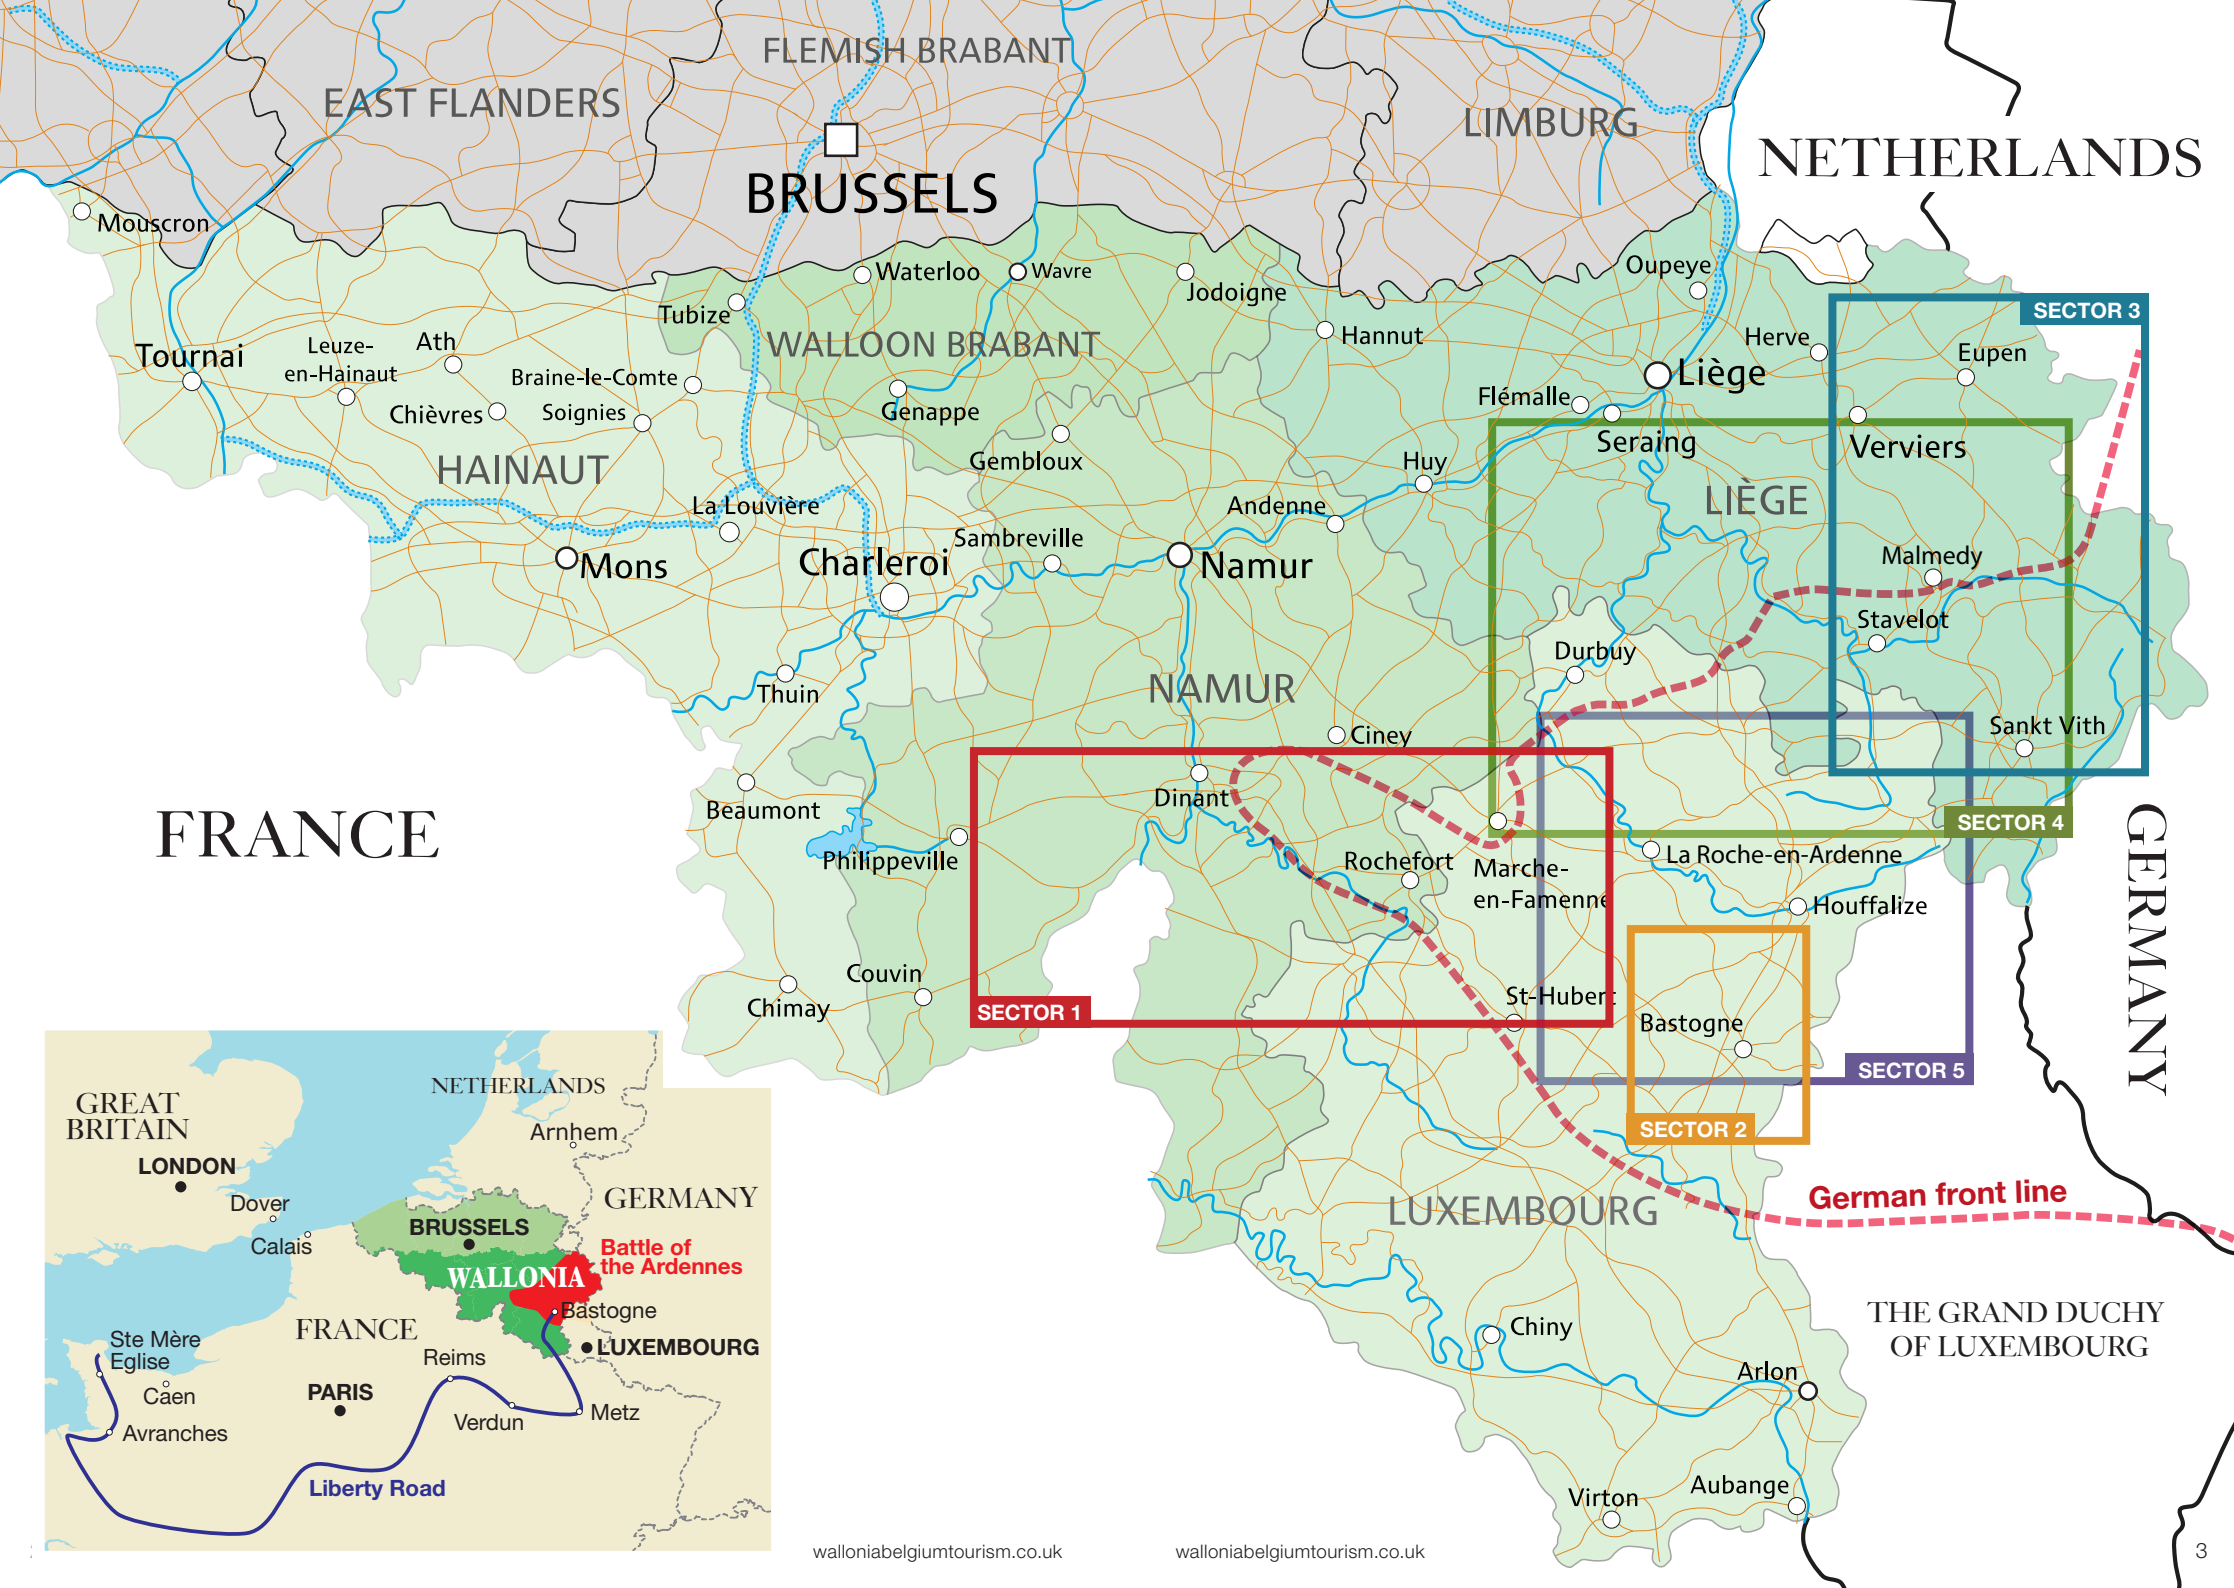 FLEMISH BRABANT
EAST FLANDERS
LIMBURG
NETHERLANDS
BRUSSELS
Mouscron
Waterloo
Wavre
Jodoigne
Oupeye
SECTOR 3
Tubize
Hannut
Herve
Eupen
Tournai
Leuze-
en-Hainaut
Ath
WALLOON BRABANT
Braine-le-Comte
Liège
Chièvres
Soignies
Genappe
Flémalle
Seraing
Verviers
HAINAUT
Gembloux
Huy
LIÈGE
La Louvière
Andenne
Mons
Charleroi
Sambreville
Namur
Malmedy
Stavelot
Durbuy
Thuin
NAMUR
Ciney
Sankt Vith
FRANCE
Beaumont
Dinant
SECTOR 4
GERMANY
Philippeville
Rochefort
Marche-
en-Famenne
La Roche-en-Ardenne
Houffalize
Couvin
Chimay
SECTOR 1
St-Hubert
Bastogne
SECTOR 5
SECTOR 2
LUXEMBOURG
German front line
THE GRAND DUCHY
OF LUXEMBOURG
Chiny
Arlon
Aubange
Virton
NETHERLANDS
GREAT
BRITAIN
Arnhem
LONDON
GERMANY
Dover
BRUSSELS
Calais
Battle of
the Ardennes
WALLONIA
Bastogne
FRANCE
LUXEMBOURG
Ste Mère
Eglise
Reims
Caen
PARIS
Verdun
Metz
Avranches
Liberty Road
walloniabelgiumtourism.co.uk
walloniabelgiumtourism.co.uk
3